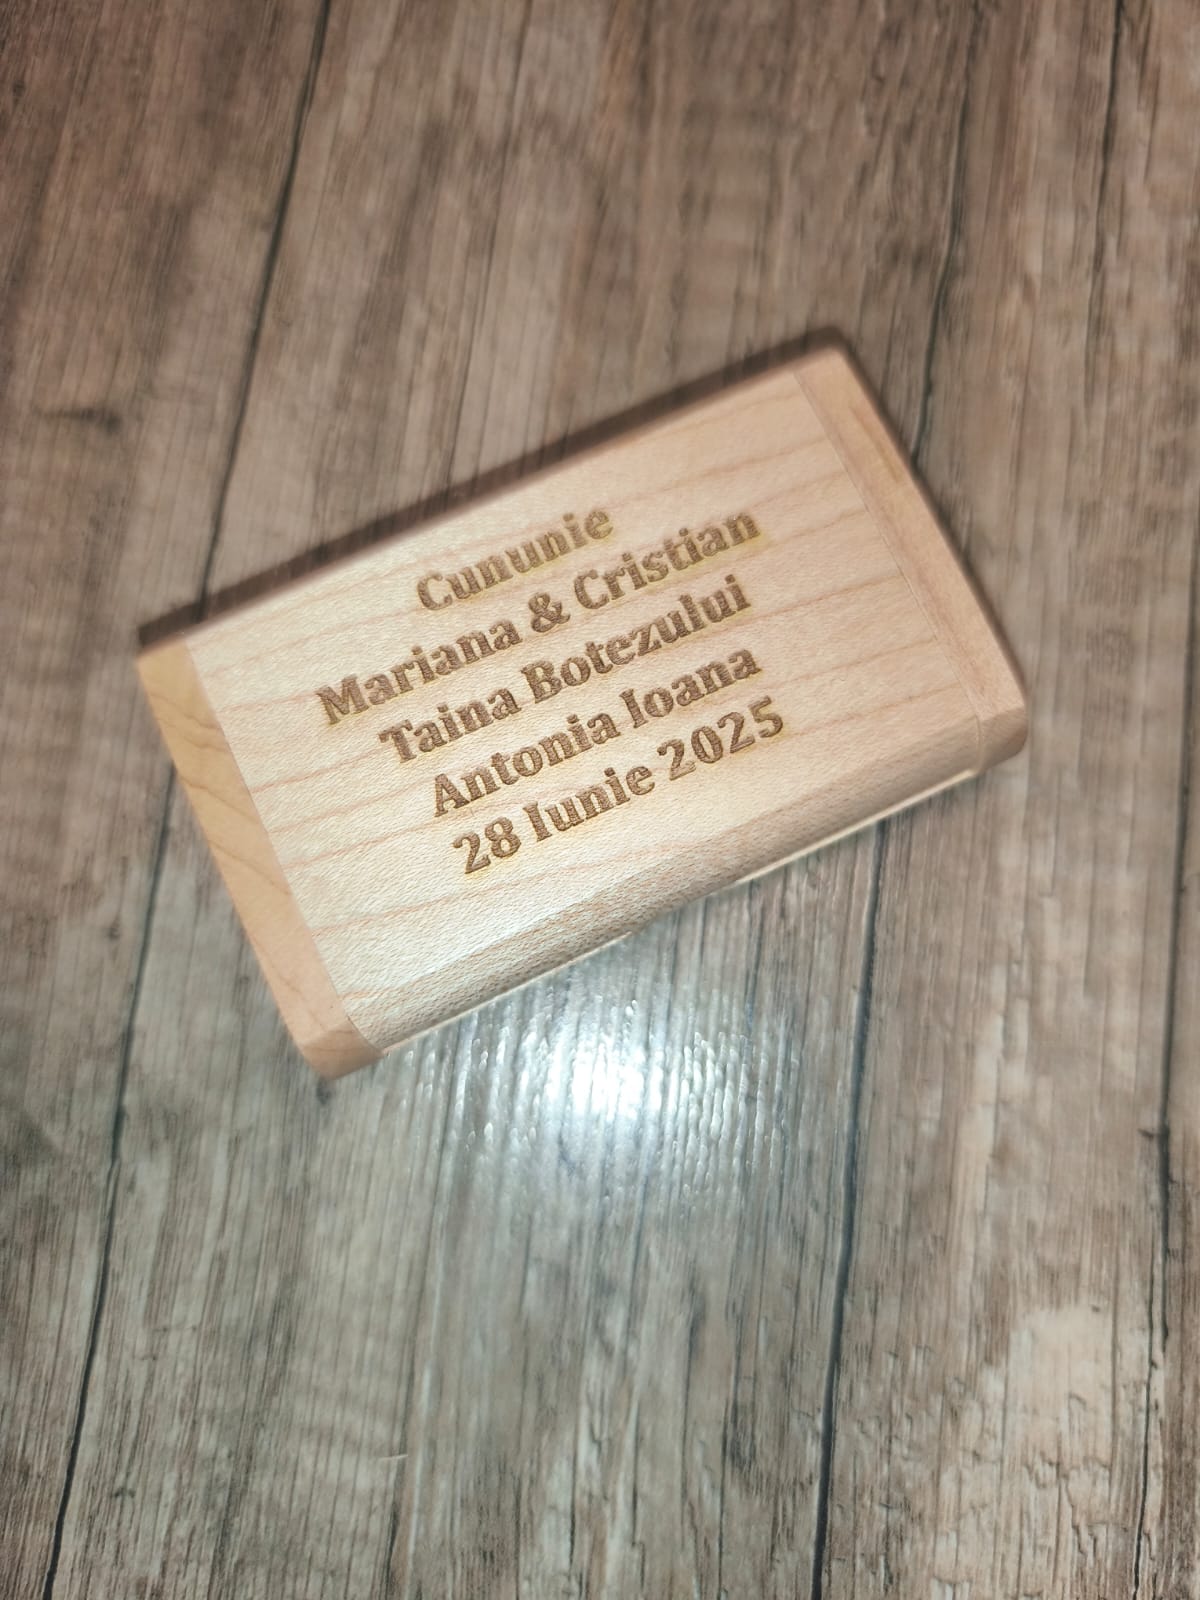 Cununie
Mariana & Cristian
Taina Botezului
Antonia Ioana
28 Iunie 2025